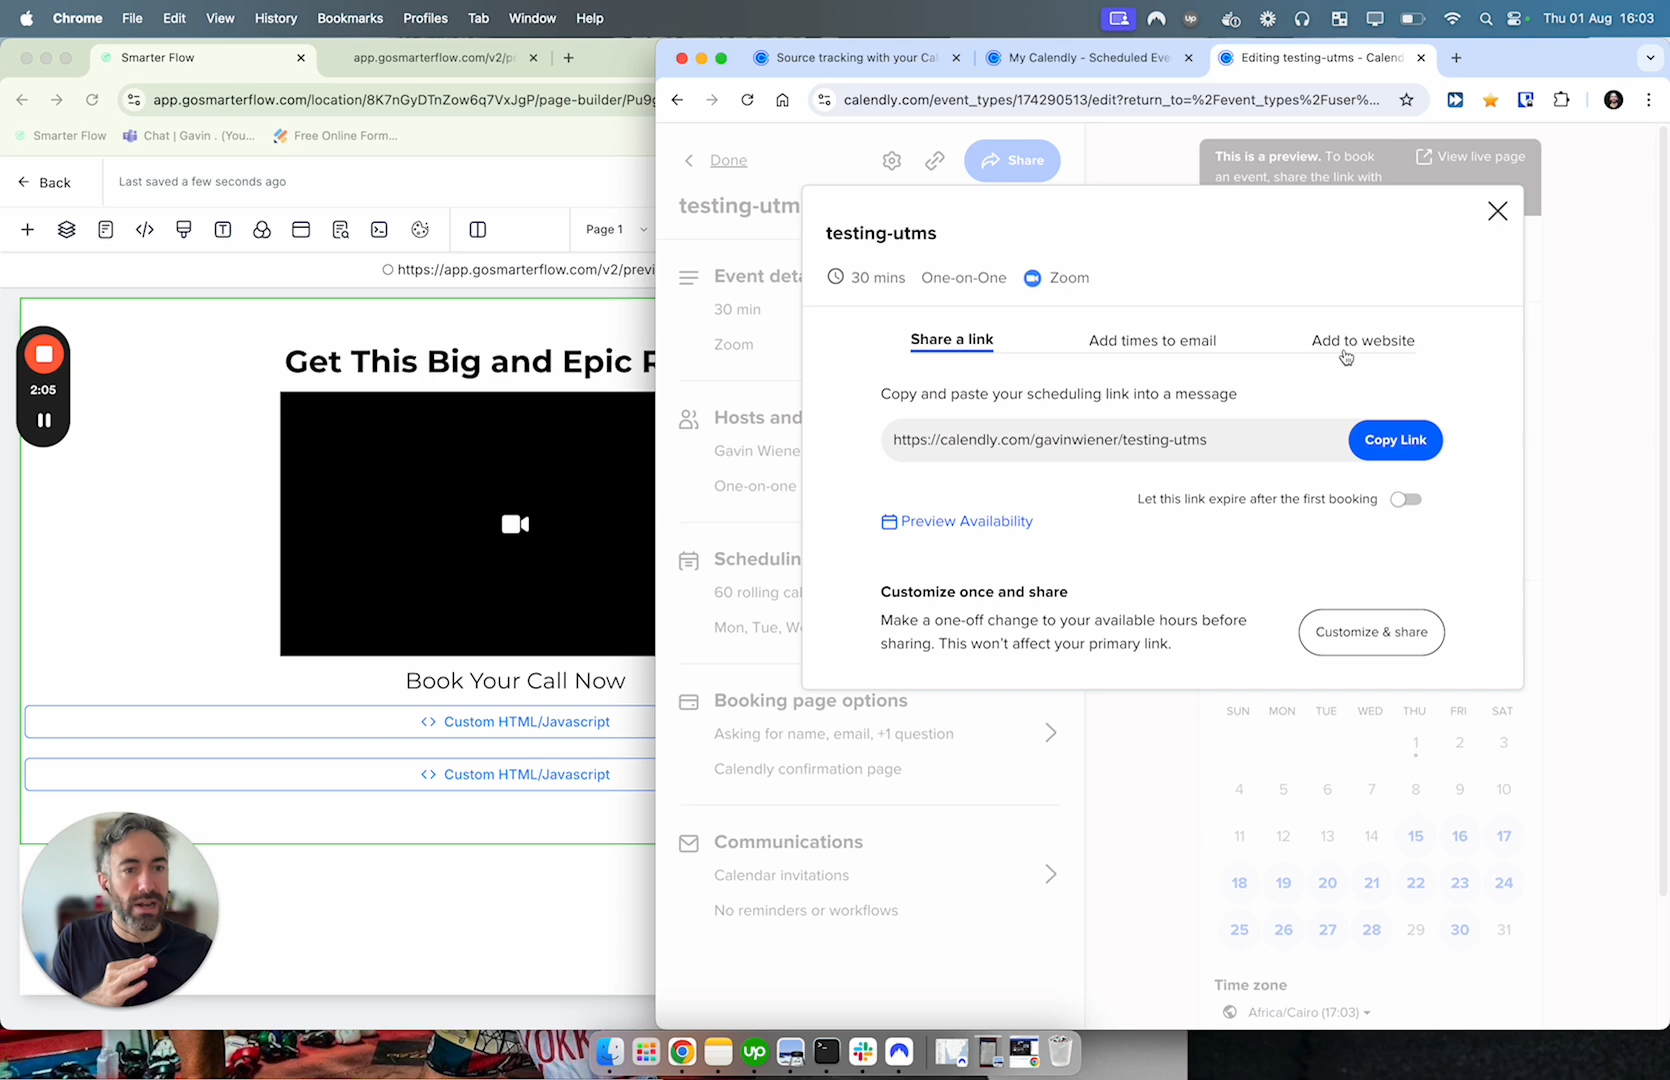 Chrome File Edit View History Bookmarks Profiles Tab Window Help
up
Thu 01 Aug 16:03
Smarter Flow
app.gosmarterflow.com/v2/pr
app.gosmarterflow.com/location/8K7nGyDTnZow6q7VxJgP/page-builder/Pu9g
Smarter Flow
Chat | Gavin . (You...
Free Online Form...
Back
Last saved a few seconds ago
Page 1
https://app.gosmarterflow.com/v2/previ
Get This Big and Epic R
2:05
Book Your Call Now
Custom HTML/Javascript
Custom HTML/Javascript
Source tracking with your Cal
My Calendly - Scheduled Eve
Editing testing-utms - Calend
calendly.com/event_types/174290513/edit?return_to=%2Fevent_types%2Fuser%...
Done
Share
testing-utm
Event deta
30 min
Zoom
Hosts and
Gavin Wiene
One-on-one
Schedulin
60 rolling cal
Mon, Tue, We
Booking page options
Asking for name, email, +1 question
Calendly confirmation page
Communications
Calendar invitations
No reminders or workflows
This is a preview. To book
an event, share the link with
View live page
testing-utms
30 mins One-on-One Zoom
Share a link
Add times to email
Add to website
Copy and paste your scheduling link into a message
https://calendly.com/gavinwiener/testing-utms
Copy Link
Let this link expire after the first booking
Preview Availability
Customize once and share
Make a one-off change to your available hours before
sharing. This won't affect your primary link.
Customize & share
SUN MON TUE WED THU FRI SAT
1 2 3
4 5 6 7 8 9 10
11 12 13 14 15 16 17
18 19 20 21 22 23 24
25 26 27 28 29 30 31
Time zone
Africa/Cairo (17:03)
up